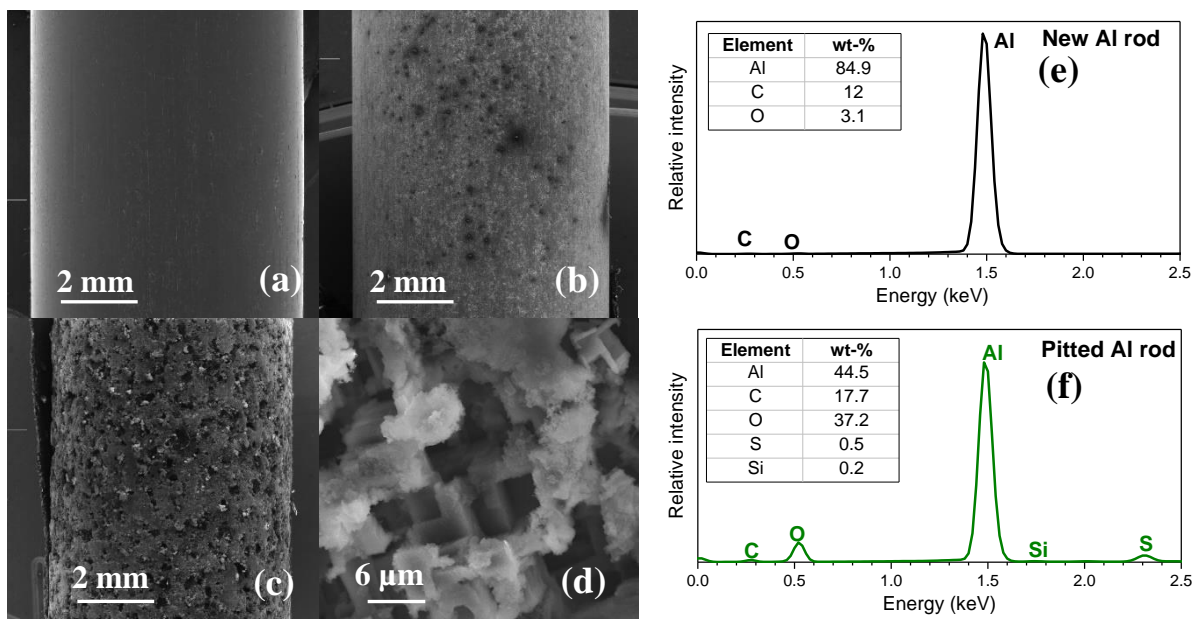 (a)
2 mm
(b)
2 mm
(c)
2 mm
(d)
6 µm
Element wt-%
Al 84.9
C 12
O 3.1
Al
New Al rod
(e)
Relative intensity
C
O
0.0 0.5 1.0 1.5 2.0 2.5
Energy (keV)
Element wt-%
Al 44.5
C 17.7
O 37.2
S 0.5
Si 0.2
Al
Pitted Al rod
(f)
Relative intensity
C
O
Si
S
0.0 0.5 1.0 1.5 2.0 2.5
Energy (keV)